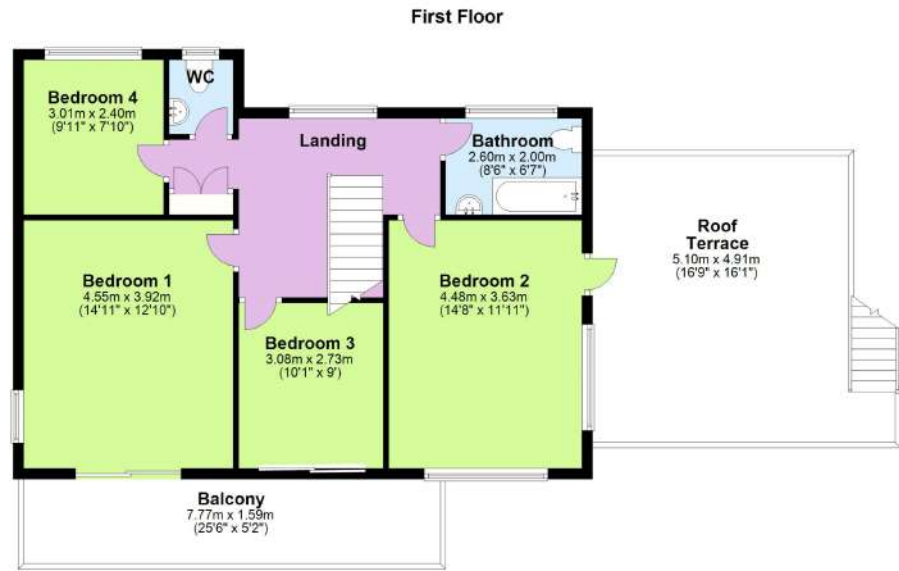 First Floor
Bedroom 4
3.01m x 2.40m
(9'11" x 7'10")
WC
Landing
Bathroom
2.60m x 2.00m
(8'6" x 6'7")
Roof
Terrace
5.10m x 4.91m
(16'9" x 16'1")
Bedroom 1
4.55m x 3.92m
(14'11" x 12'10")
Bedroom 2
4.48m x 3.63m
(14'8" x 11'11")
Bedroom 3
3.08m x 2.73m
(10'1" x 9')
Balcony
7.77m x 1.59m
(25'6" x 5'2")